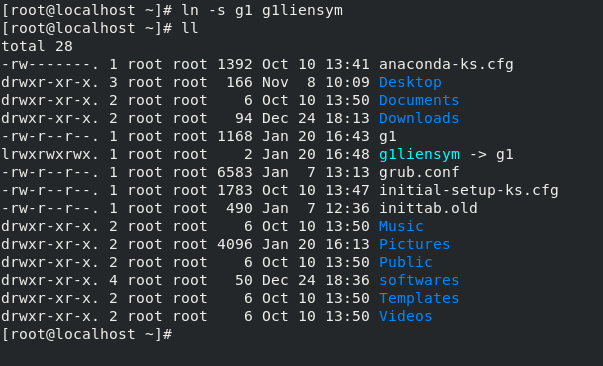 [root@localhost ~]# ln -s g1 g1liensym
[root@localhost ~]# ll
total 28
-rw-------. 1 root root 1392 Oct 10 13:41 anaconda-ks.cfg
drwxr-xr-x. 3 root root  166 Nov  8 10:09 Desktop
drwxr-xr-x. 2 root root    6 Oct 10 13:50 Documents
drwxr-xr-x. 2 root root   94 Dec 24 18:13 Downloads
-rw-r--r--. 1 root root 1168 Jan 20 16:43 g1
lrwxrwxrwx. 1 root root    2 Jan 20 16:48 g1liensym -> g1
-rw-r--r--. 1 root root 6583 Jan  7 13:13 grub.conf
-rw-r--r--. 1 root root 1783 Oct 10 13:47 initial-setup-ks.cfg
-rw-r--r--. 1 root root  490 Jan  7 12:36 inittab.old
drwxr-xr-x. 2 root root    6 Oct 10 13:50 Music
drwxr-xr-x. 2 root root 4096 Jan 20 16:13 Pictures
drwxr-xr-x. 2 root root    6 Oct 10 13:50 Public
drwxr-xr-x. 4 root root   50 Dec 24 18:36 softwares
drwxr-xr-x. 2 root root    6 Oct 10 13:50 Templates
drwxr-xr-x. 2 root root    6 Oct 10 13:50 Videos
[root@localhost ~]#